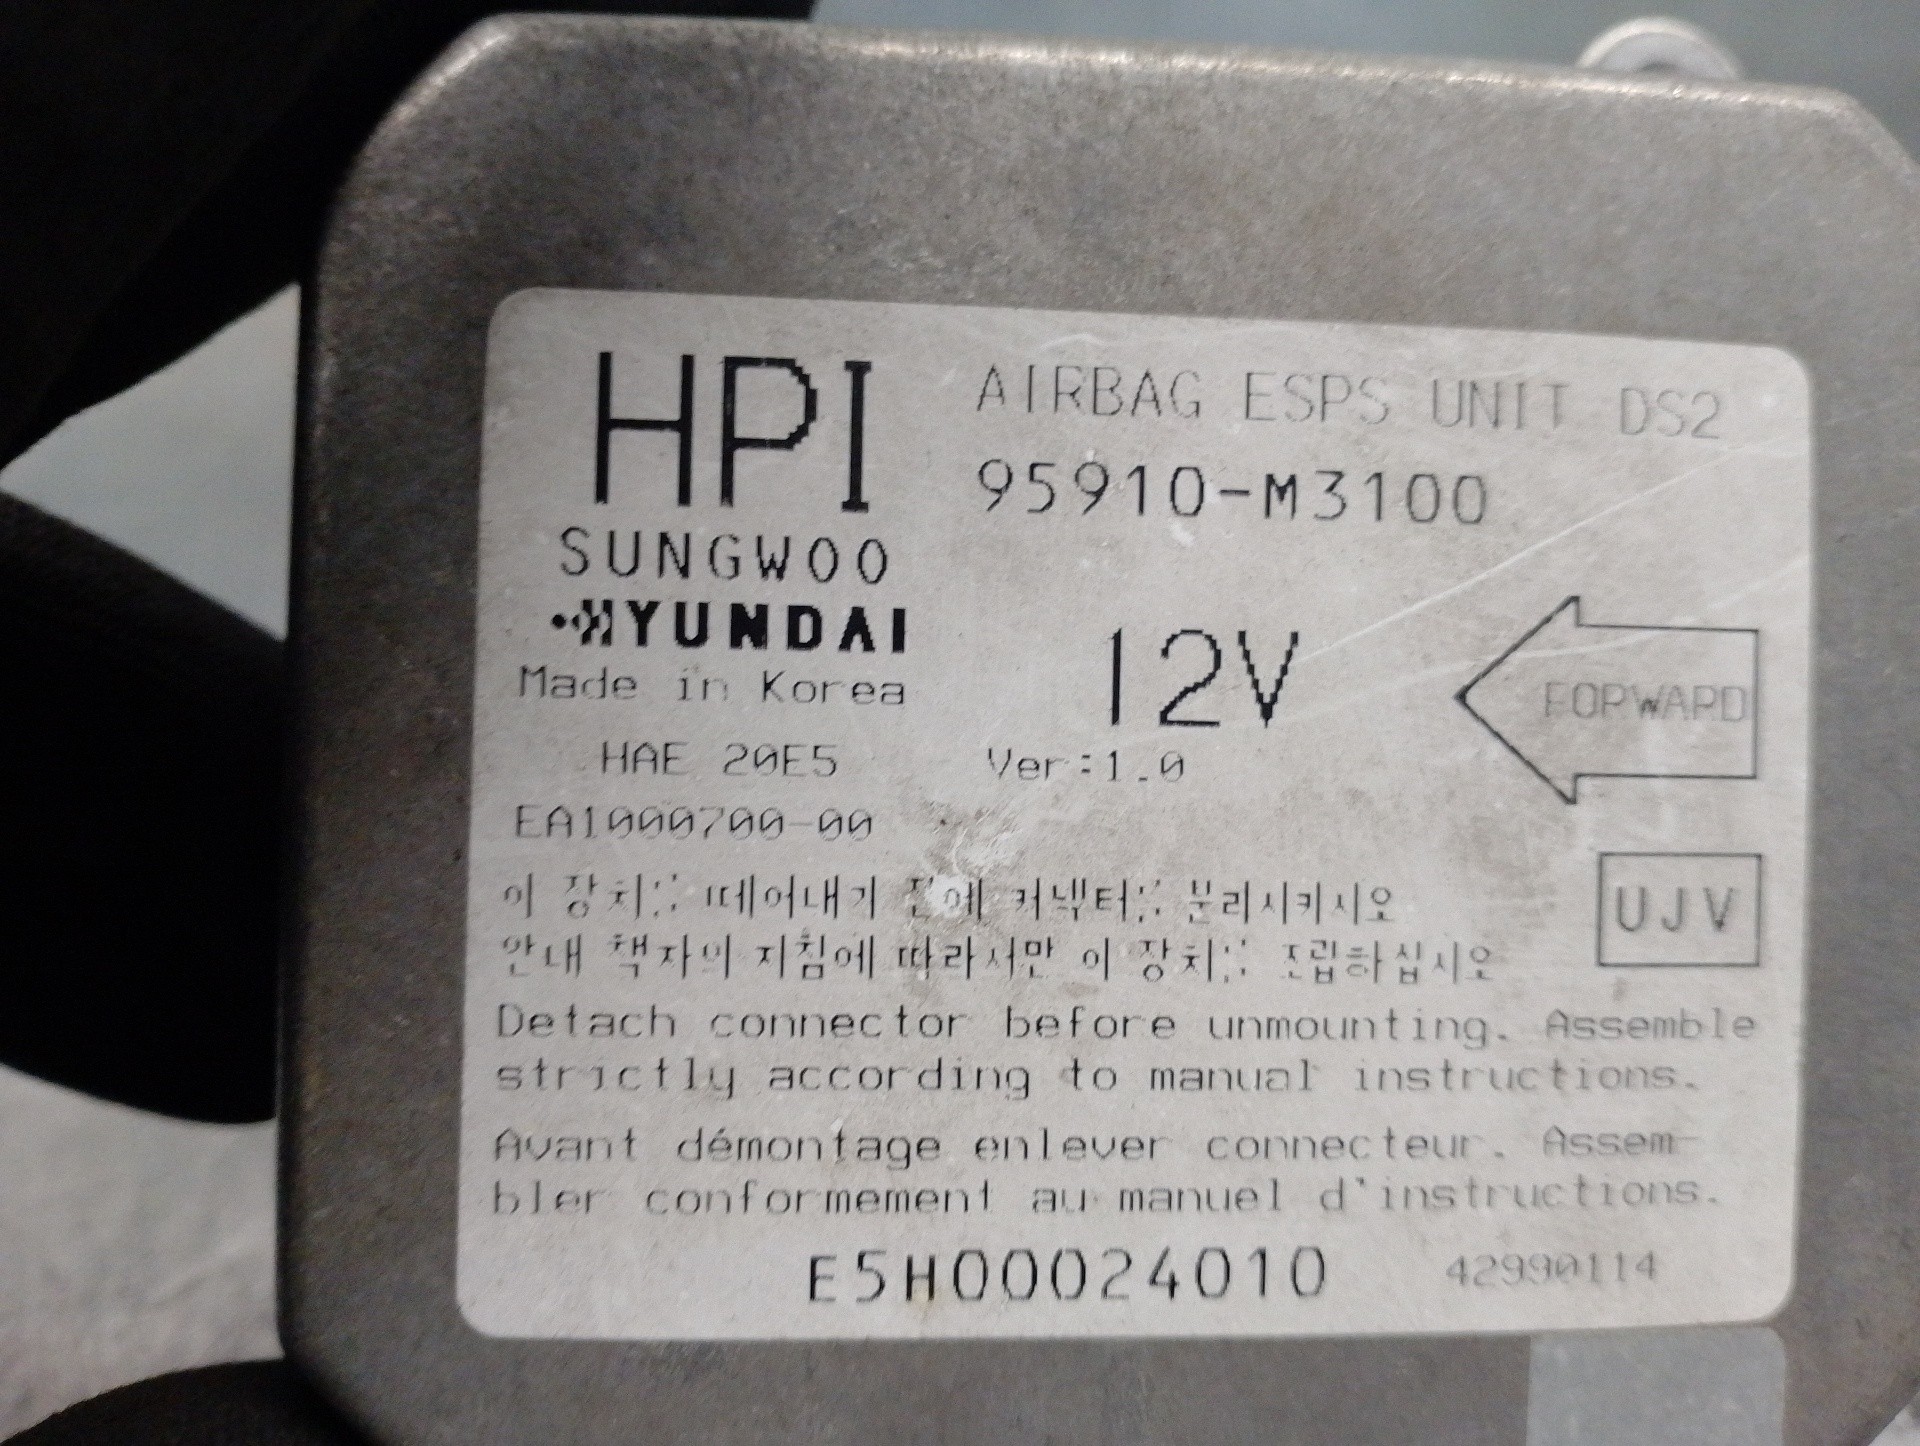 HPI
AIRBAG ESPS UNIT DS2
95910-M3100
SUNGWOO
HYUNDAI
Made in Korea
12V
FORWARD
HAE 20E5
Ver:1.0
EA1000700-00
이 장치를 떼어내기 전에 커넥터를 분리시키시오
UJV
안내 책자의 지침에 따라서만 이 장치를 조립하십시오
Detach connector before unmounting. Assemble
strictly according to manual instructions.
Avant démontage enlever connecteur. Assem-
bler conformement au manuel d'instructions.
E5H00024010
42990114